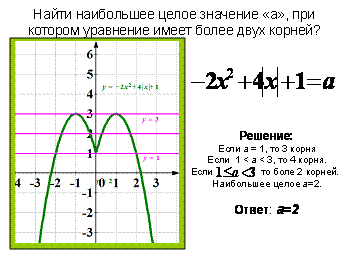 Найти наибольшее целое значение «а», при
котором уравнение имеет более двух корней?
y = −2x²+4|x|+1
y = 3
y = 1
6
5
4
3
2
1
-1
-2
-3
4 -3 -2 -1 0 1 2 3 4
−2x²+4|x|+1=a
Решение:
Если а = 1, то 3 корня
Если 1 < а < 3, то 4 корня.
Если 1≤a<3 то боле 2 корней.
Наибольшее целое а=2.
Ответ: a=2